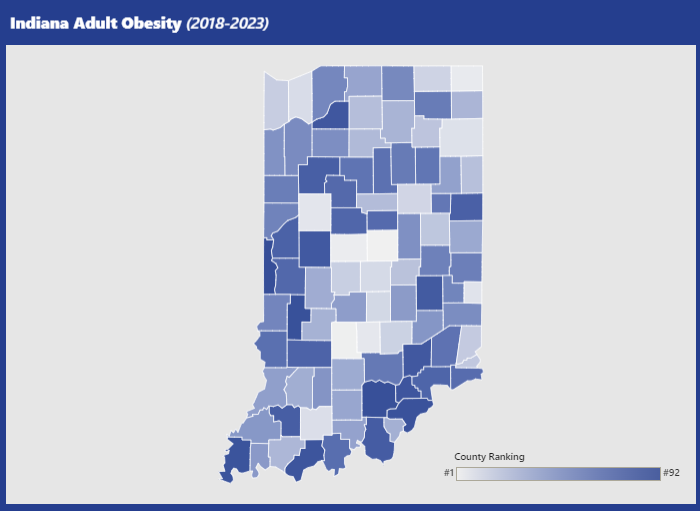 Indiana Adult Obesity (2018-2023)
County Ranking
#1 #92